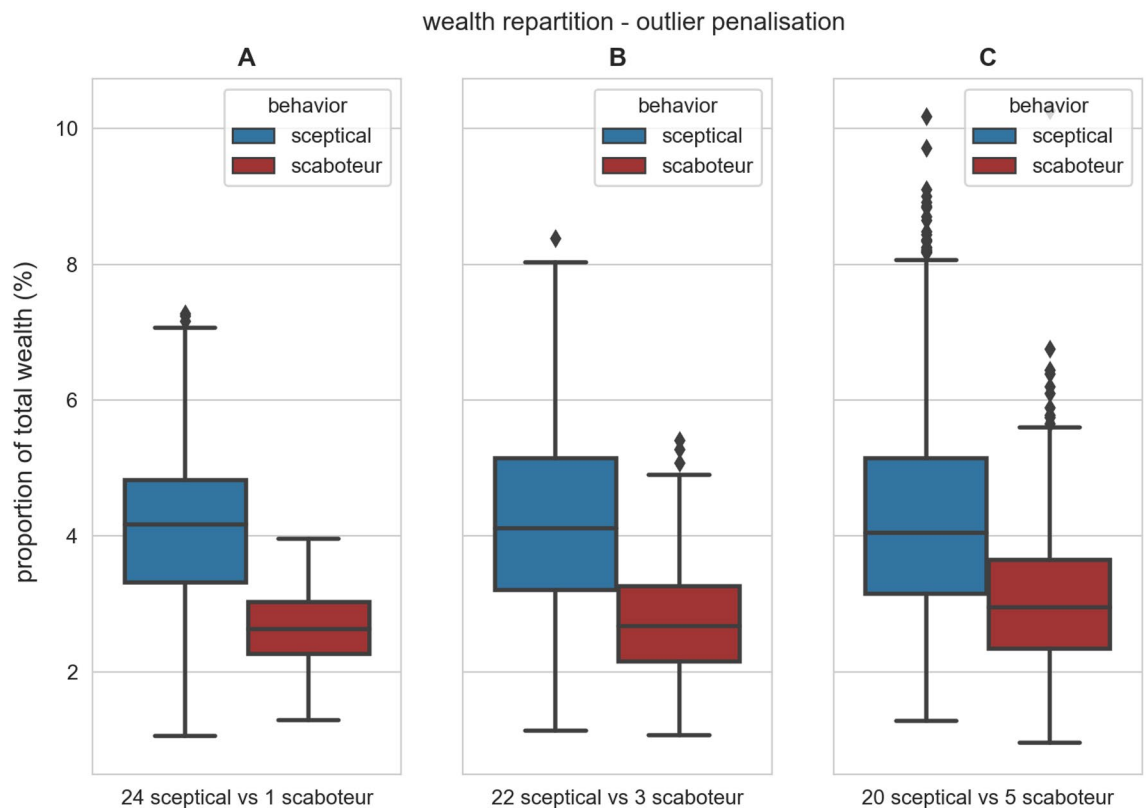 wealth repartition - outlier penalisation
A
B
C
behavior
sceptical
scaboteur
behavior
sceptical
scaboteur
behavior
sceptical
scaboteur
proportion of total wealth (%)
10
8
6
4
2
24 sceptical vs 1 scaboteur
22 sceptical vs 3 scaboteur
20 sceptical vs 5 scaboteur